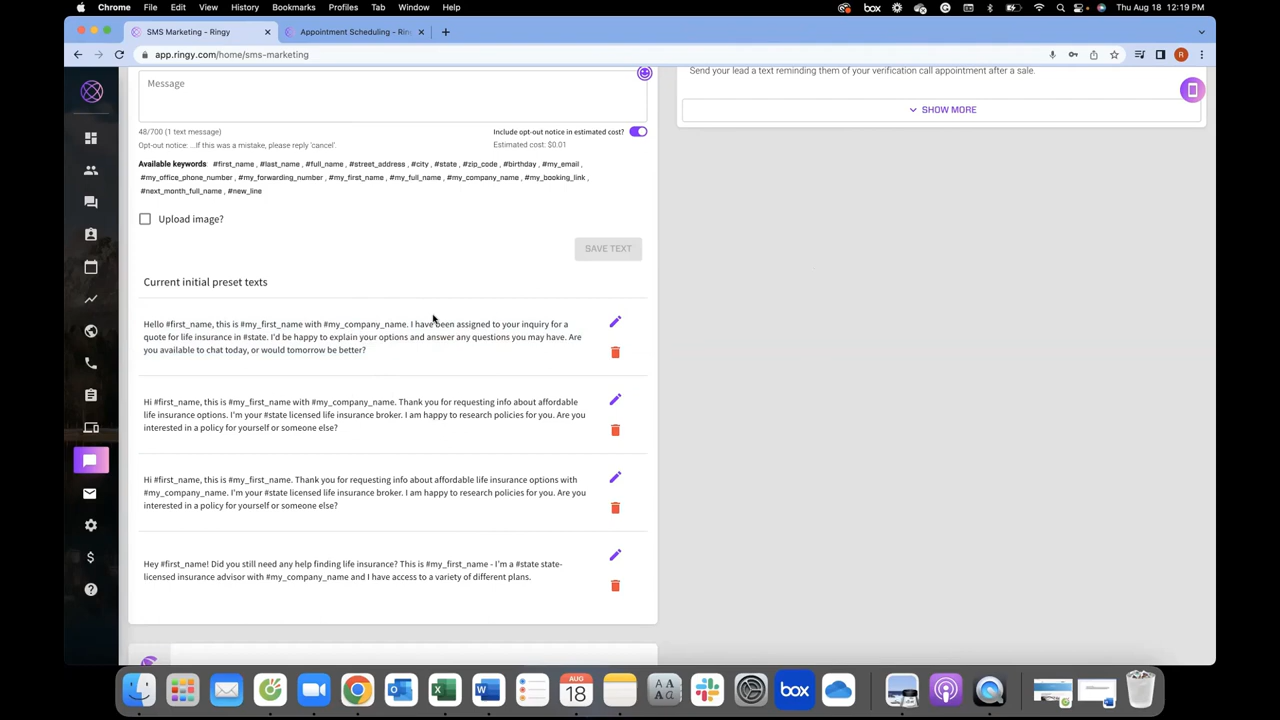 Chrome File Edit View History Bookmarks Profiles Tab Window Help
box
Thu Aug 18 12:19 PM
SMS Marketing - Ringy
Appointment Scheduling - Rin
app.ringy.com/home/sms-marketing
R
Message
48/700 (1 text message)
Include opt-out notice in estimated cost?
Opt-out notice: ...If this was a mistake, please reply 'cancel'.
Estimated cost: $0.01
Available keywords: #first_name , #last_name , #full_name , #street_address , #city , #state , #zip_code , #birthday , #my_email ,
#my_office_phone_number , #my_forwarding_number , #my_first_name , #my_full_name , #my_company_name , #my_booking_link ,
#next_month_full_name , #new_line
Upload image?
SAVE TEXT
Current initial preset texts
Hello #first_name, this is #my_first_name with #my_company_name. I have been assigned to your inquiry for a
quote for life insurance in #state. I'd be happy to explain your options and answer any questions you may have. Are
you available to chat today, or would tomorrow be better?
Hi #first_name, this is #my_first_name with #my_company_name. Thank you for requesting info about affordable
life insurance options. I'm your #state licensed life insurance broker. I am happy to research policies for you. Are you
interested in a policy for yourself or someone else?
Hi #first_name, this is #my_first_name. Thank you for requesting info about affordable life insurance options with
#my_company_name. I'm your #state licensed life insurance broker. I am happy to research policies for you. Are you
interested in a policy for yourself or someone else?
Hey #first_name! Did you still need any help finding life insurance? This is #my_first_name - I'm a #state state-
licensed insurance advisor with #my_company_name and I have access to a variety of different plans.
Send your lead a text reminding them of your verification call appointment after a sale.
SHOW MORE
AUG
18
box